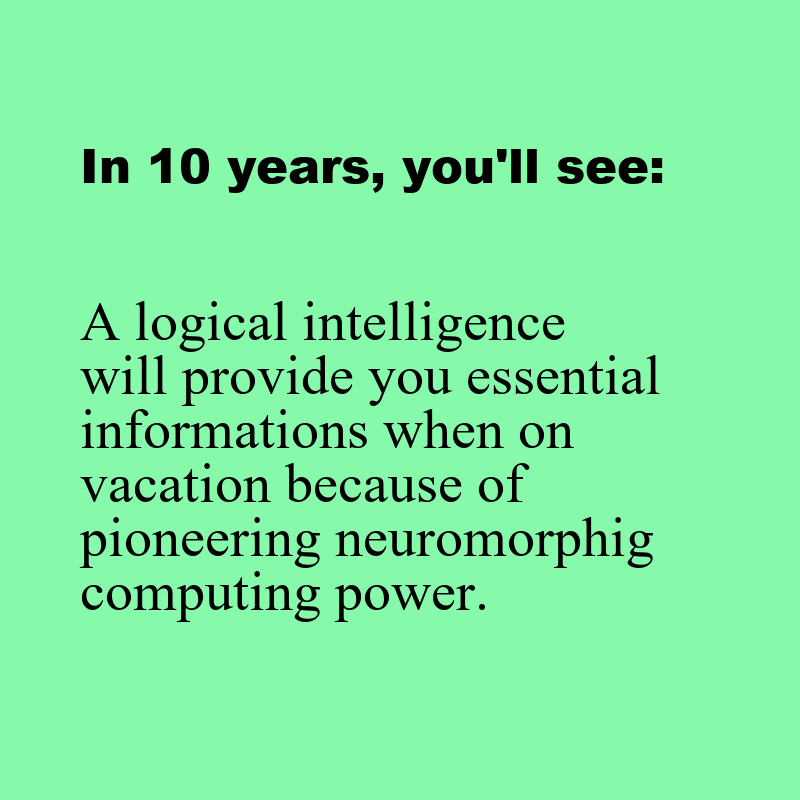 In 10 years, you'll see:
A logical intelligence
will provide you essential
informations when on
vacation because of
pioneering neuromorphig
computing power.